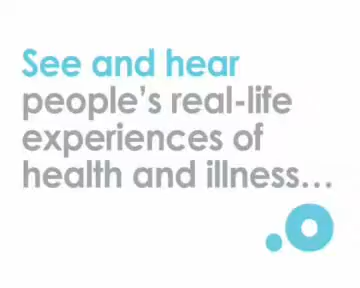 See and hear
people's real-life
experiences of
health and illness...